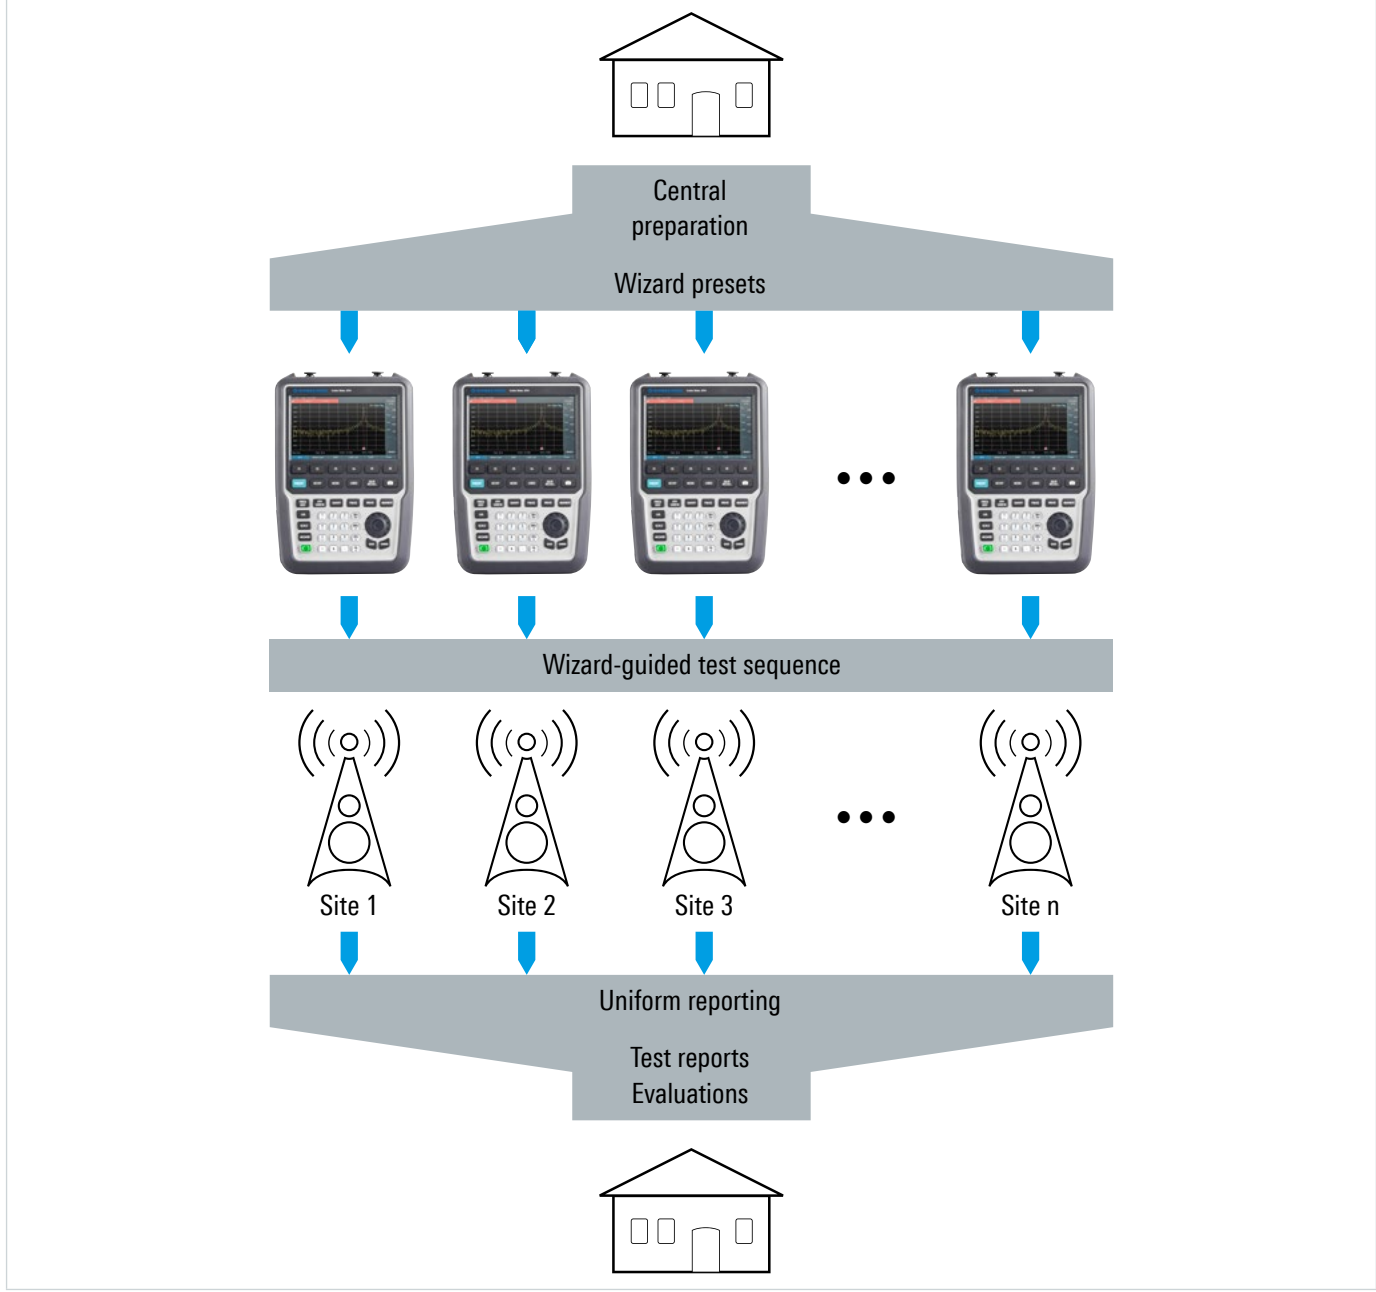 Central
preparation
Wizard presets
Wizard-guided test sequence
Site 1
Site 2
Site 3
Site n
Uniform reporting
Test reports
Evaluations